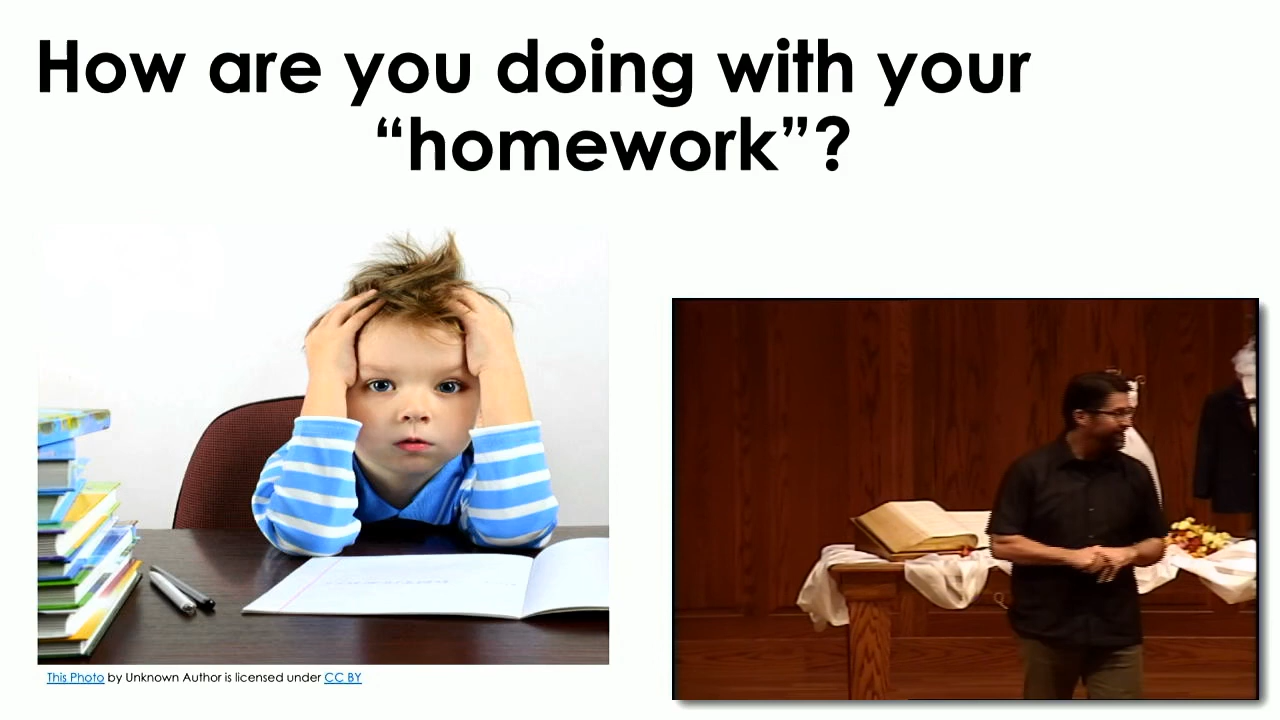 How are you doing with your
“homework”?
This Photo by Unknown Author is licensed under CC BY